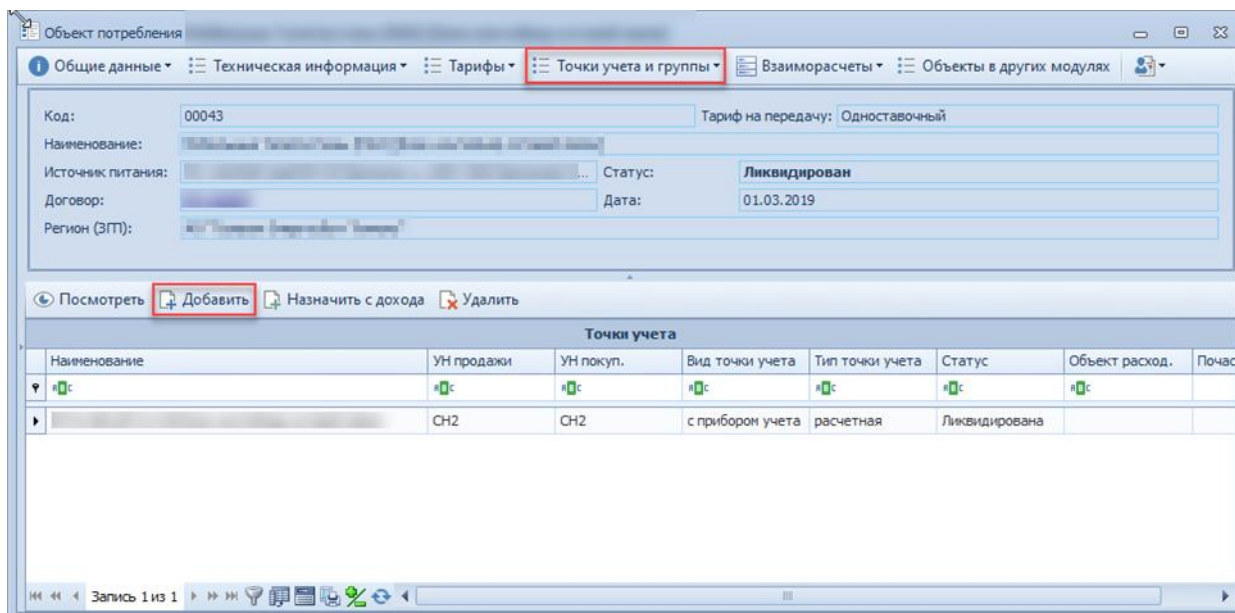 Объект потребления
Общие данные Техническая информация Тарифы Точки учета и группы Взаиморасчеты Объекты в других модулях
Код: 00043 Тариф на передачу: Одноставочный
Наименование:
Источник питания: ... Статус: Ликвидирован
Договор: Дата: 01.03.2019
Регион (ЗГП):
Посмотреть Добавить Назначить с дохода Удалить
Точки учета
Наименование УН продажи УН покуп. Вид точки учета Тип точки учета Статус Объект расход. Почас
CH2 CH2 с прибором учета расчетная Ликвидирована
Запись 1 из 1